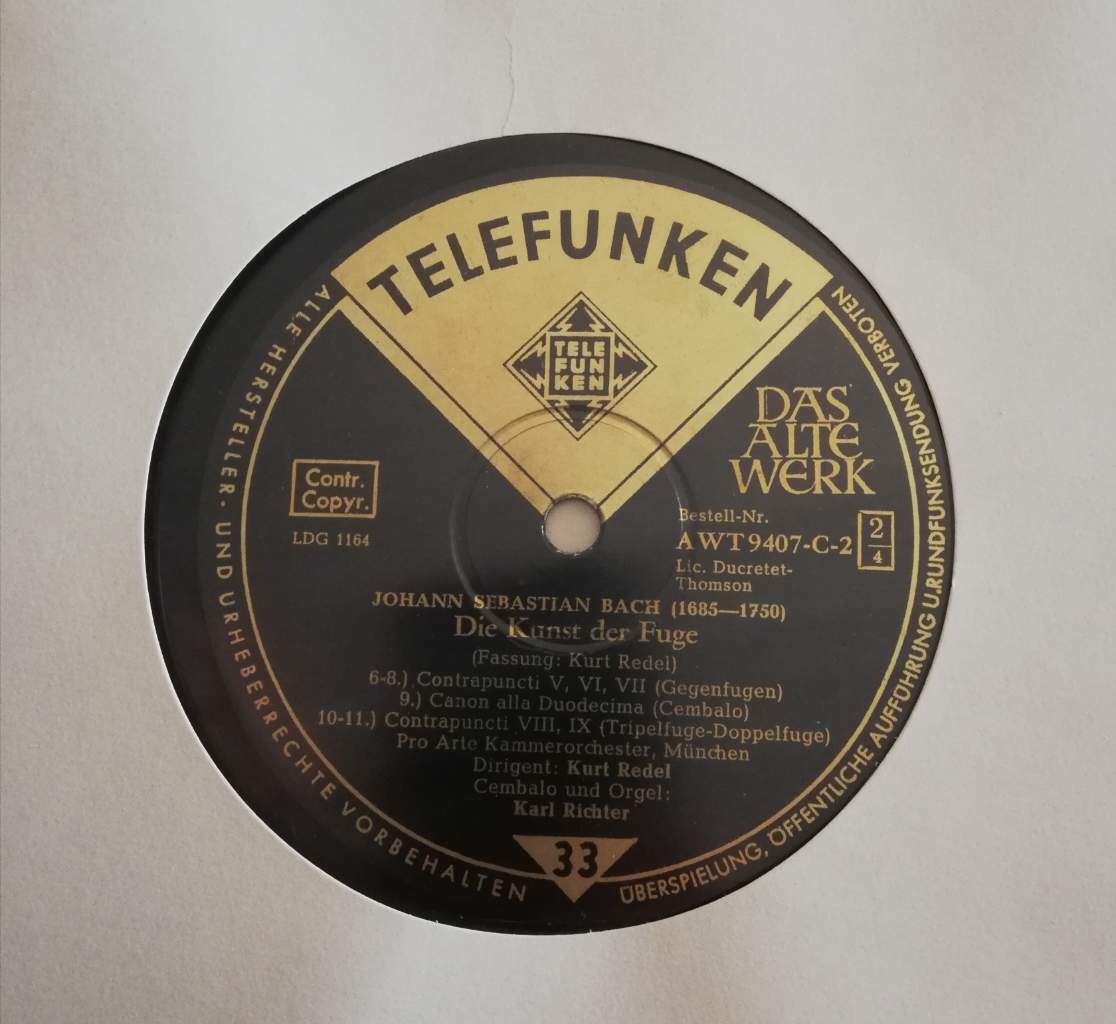 TELEFUNKEN
TELE
FUN
KEN
DAS
ALTE
WERK
Contr.
Copyr.
LDG 1164
Bestell-Nr.
AWT 9407-C-2
2
4
Lic. Ducretet-
Thomson
JOHANN SEBASTIAN BACH (1685—1750)
Die Kunst der Fuge
(Fassung: Kurt Redel)
6-8.) Contrapuncti V, VI, VII (Gegenfugen)
9.) Canon alla Duodecima (Cembalo)
10-11.) Contrapuncti VIII, IX (Tripelfuge-Doppelfuge)
Pro Arte Kammerorchester, München
Dirigent: Kurt Redel
Cembalo und Orgel:
Karl Richter
33
ALLE HERSTELLER- UND URHEBERRECHTE VORBEHALTEN
ÜBERSPIELUNG, ÖFFENTLICHE AUFFÜHRUNG U. RUNDFUNKSENDUNG VERBOTEN